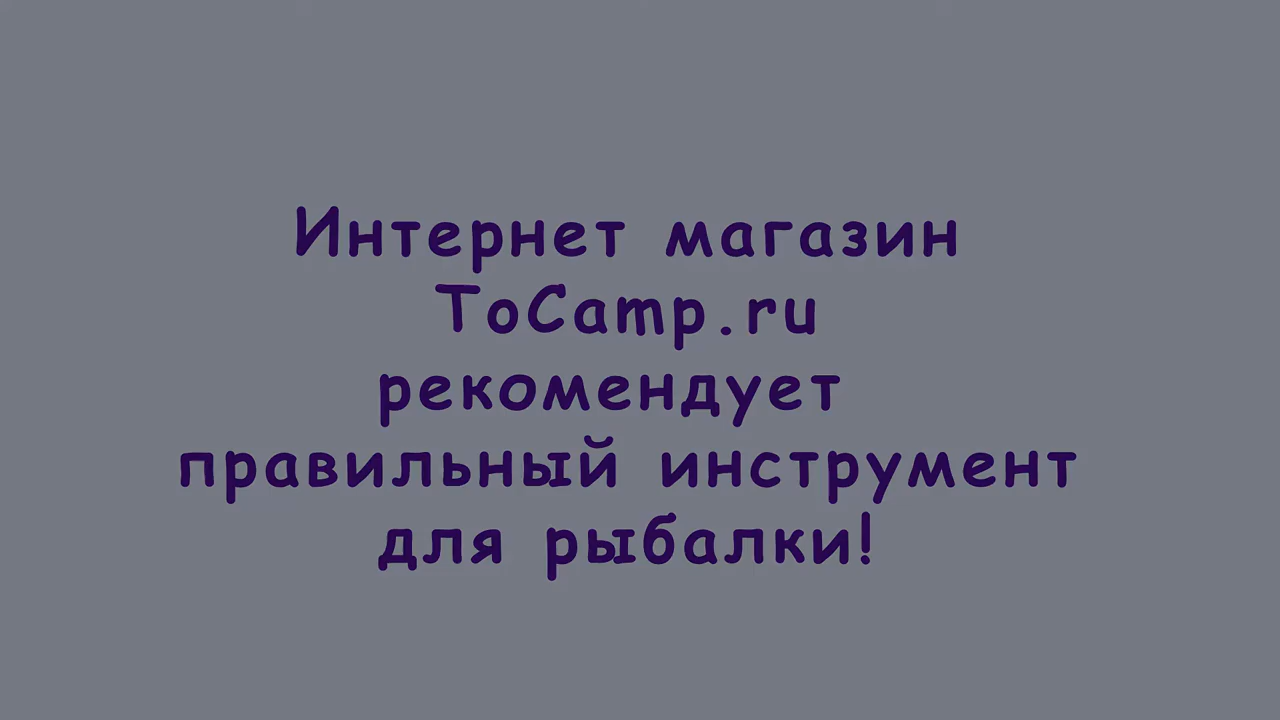 Интернет магазин
ToCamp.ru
рекомендует
правильный инструмент
для рыбалки!